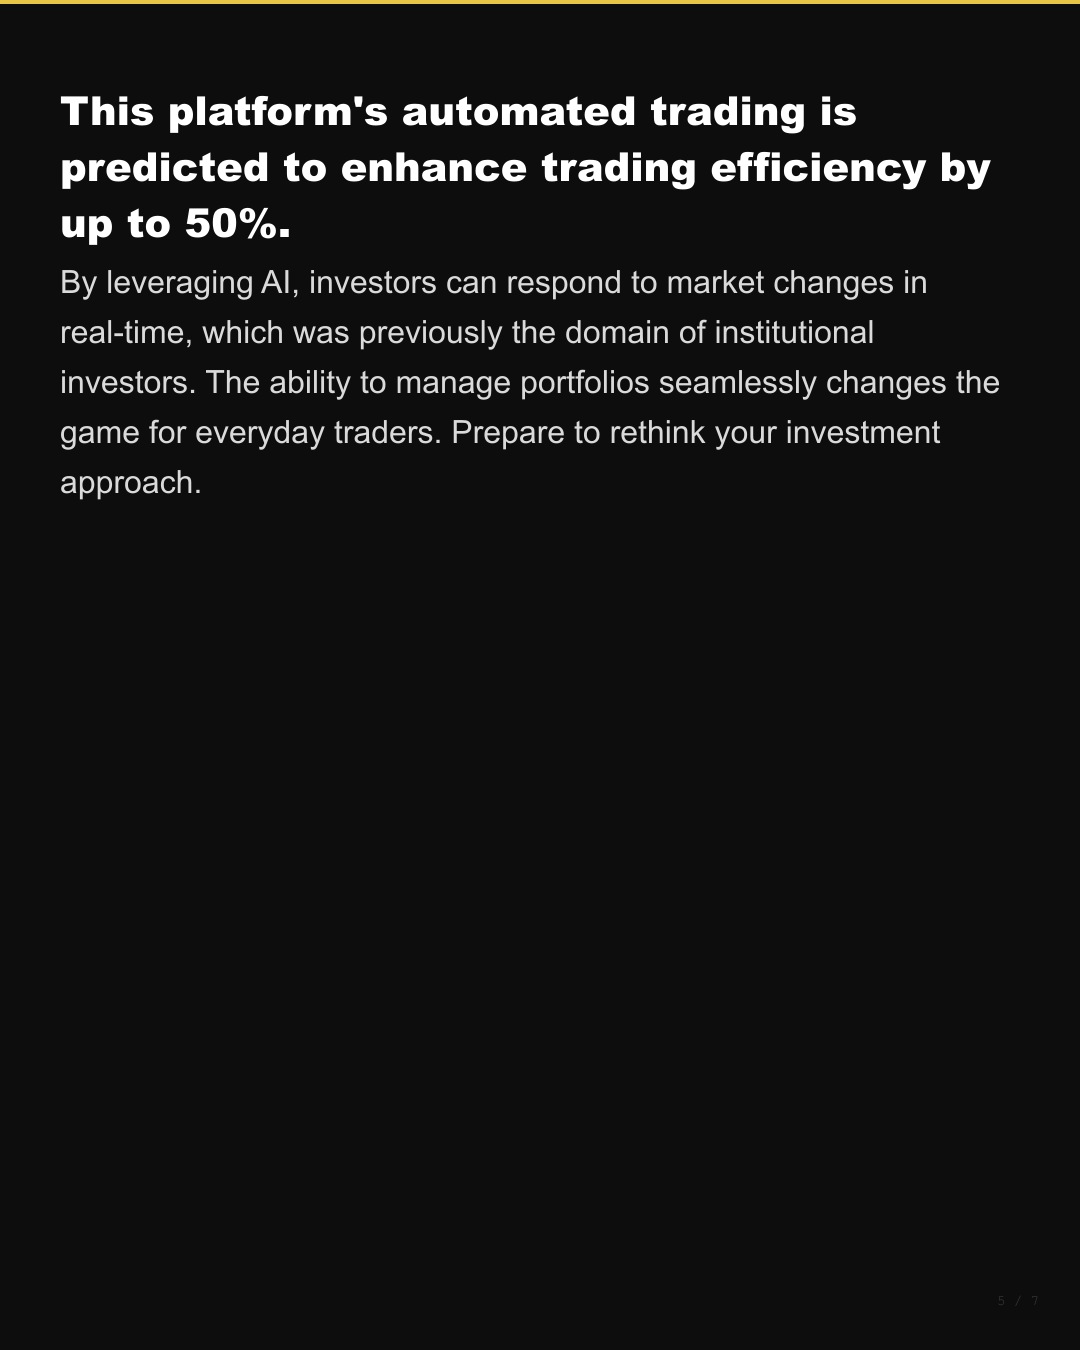 This platform's automated trading is
predicted to enhance trading efficiency by
up to 50%.
By leveraging AI, investors can respond to market changes in
real-time, which was previously the domain of institutional
investors. The ability to manage portfolios seamlessly changes the
game for everyday traders. Prepare to rethink your investment
approach.
5 / 7